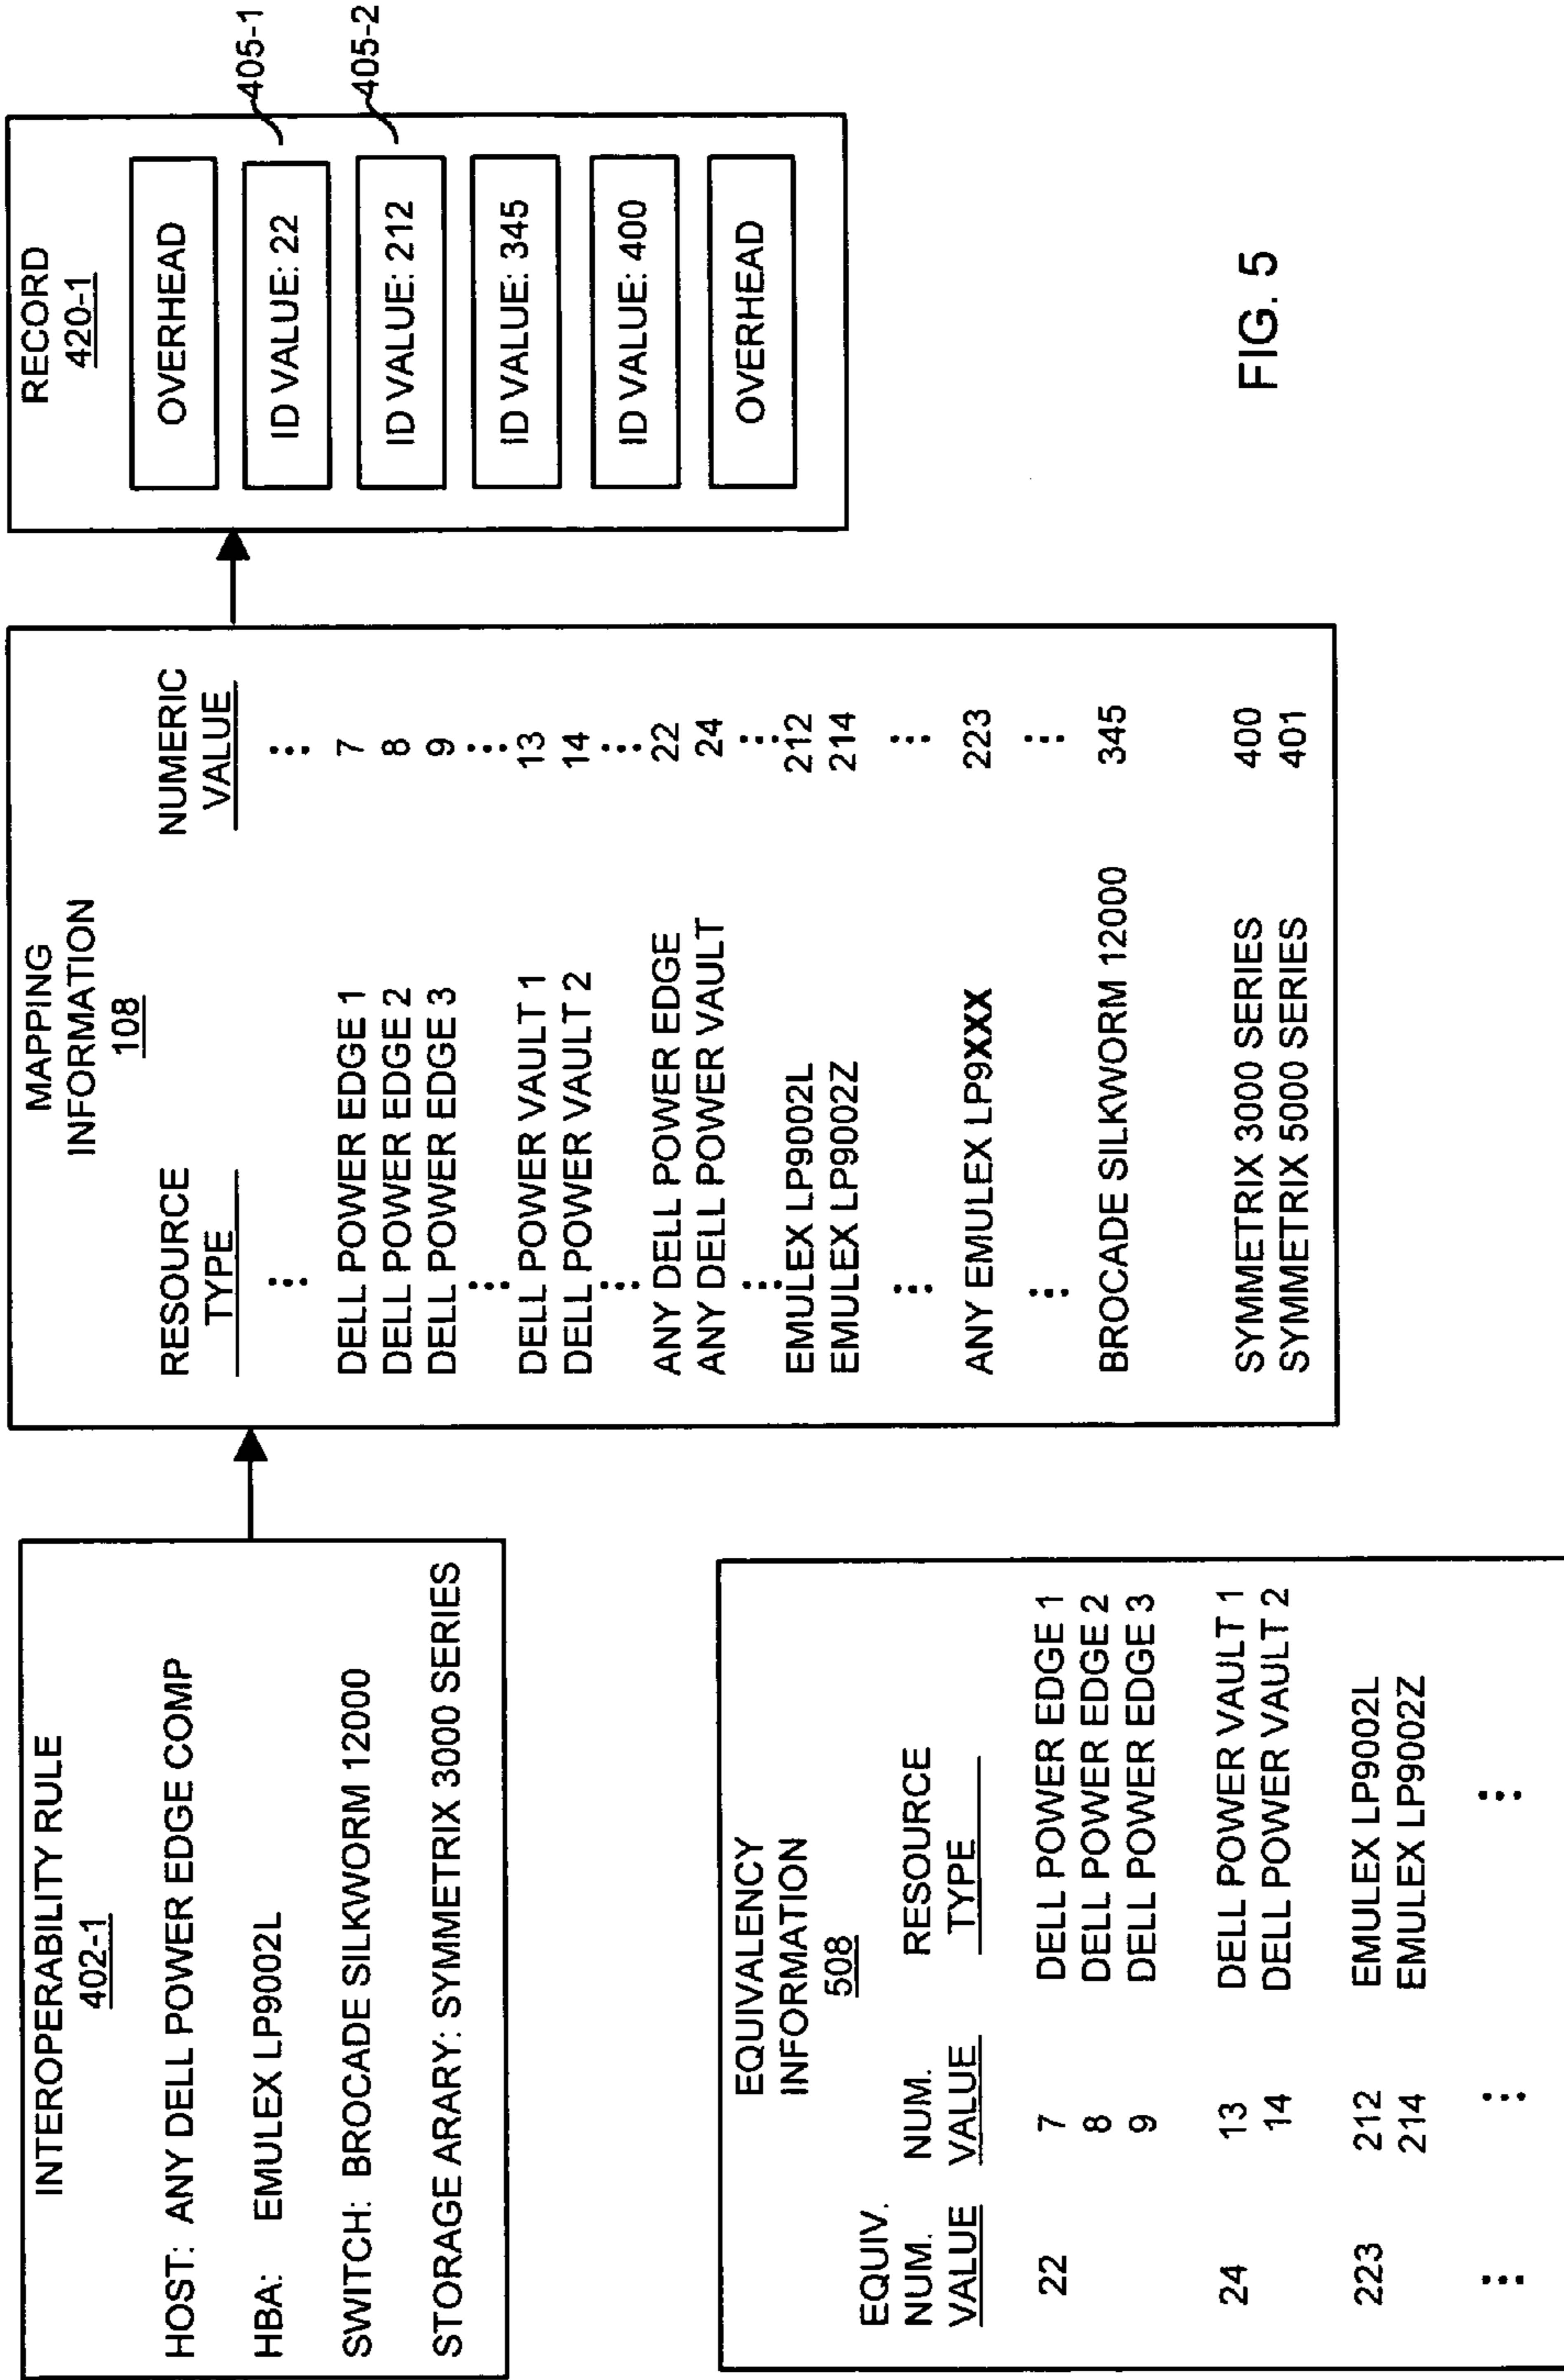 INTEROPERABILITY RULE
402-1
HOST: ANY DELL POWER EDGE COMP
HBA: EMULEX LP9002L
SWITCH: BROCADE SILKWORM 12000
STORAGE ARARY: SYMMETRIX 3000 SERIES
MAPPING
INFORMATION
108
RESOURCE NUMERIC
TYPE VALUE
⋮ ⋮
DELL POWER EDGE 1 7
DELL POWER EDGE 2 8
DELL POWER EDGE 3 9
⋮ ⋮
DELL POWER VAULT 1 13
DELL POWER VAULT 2 14
⋮ ⋮
ANY DELL POWER EDGE 22
ANY DELL POWER VAULT 24
⋮ ⋮
EMULEX LP9002L 212
EMULEX LP9002Z 214
⋮ ⋮
ANY EMULEX LP9XXX 223
⋮ ⋮
BROCADE SILKWORM 12000 345
SYMMETRIX 3000 SERIES 400
SYMMETRIX 5000 SERIES 401
RECORD
420-1
OVERHEAD
ID VALUE: 22 405-1
ID VALUE: 212 405-2
ID VALUE: 345
ID VALUE: 400
OVERHEAD
EQUIVALENCY
INFORMATION
508
EQUIV.
NUM. NUM. RESOURCE
VALUE VALUE TYPE
22 7 DELL POWER EDGE 1
8 DELL POWER EDGE 2
9 DELL POWER EDGE 3
24 13 DELL POWER VAULT 1
14 DELL POWER VAULT 2
223 212 EMULEX LP9002L
214 EMULEX LP9002Z
⋮ ⋮ ⋮
FIG. 5